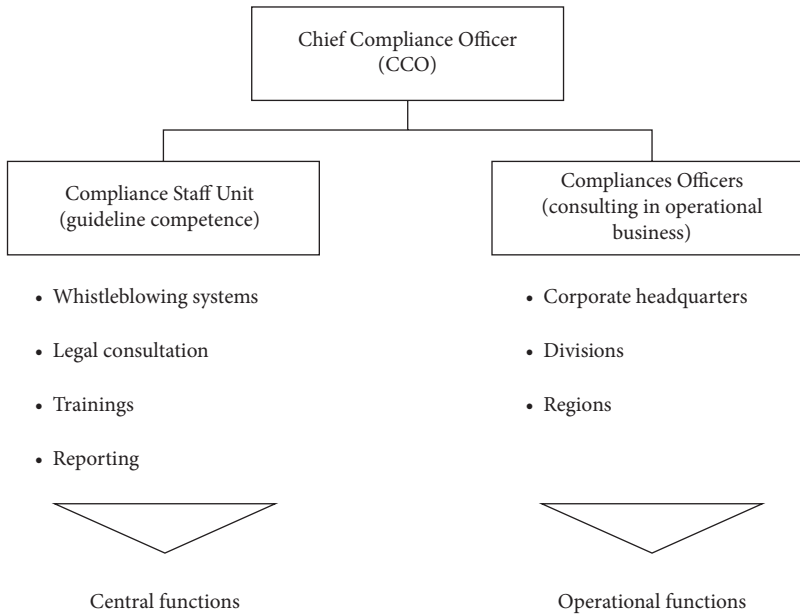 Chief Compliance Officer
(CCO)
Compliance Staff Unit
(guideline competence)
• Whistleblowing systems
• Legal consultation
• Trainings
• Reporting
Central functions
Compliances Officers
(consulting in operational
business)
• Corporate headquarters
• Divisions
• Regions
Operational functions